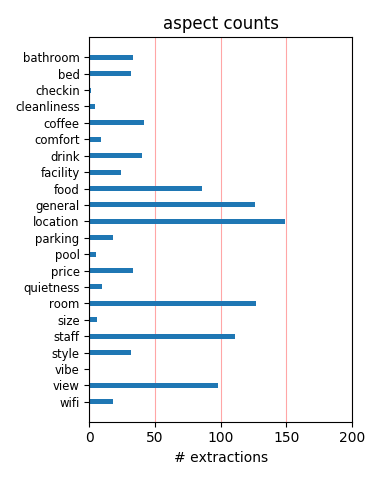 aspect counts
bathroom
bed
checkin
cleanliness
coffee
comfort
drink
facility
food
general
location
parking
pool
price
quietness
room
size
staff
style
vibe
view
wifi
0 50 100 150 200
# extractions